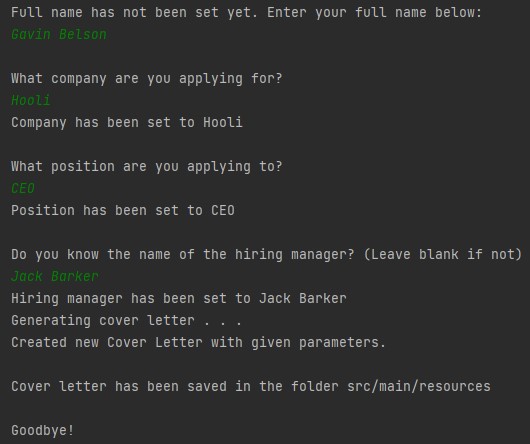 Full name has not been set yet. Enter your full name below:
Gavin Belson
What company are you applying for?
Hooli
Company has been set to Hooli
What position are you applying to?
CEO
Position has been set to CEO
Do you know the name of the hiring manager? (Leave blank if not)
Jack Barker
Hiring manager has been set to Jack Barker
Generating cover letter . . .
Created new Cover Letter with given parameters.
Cover letter has been saved in the folder src/main/resources
Goodbye!